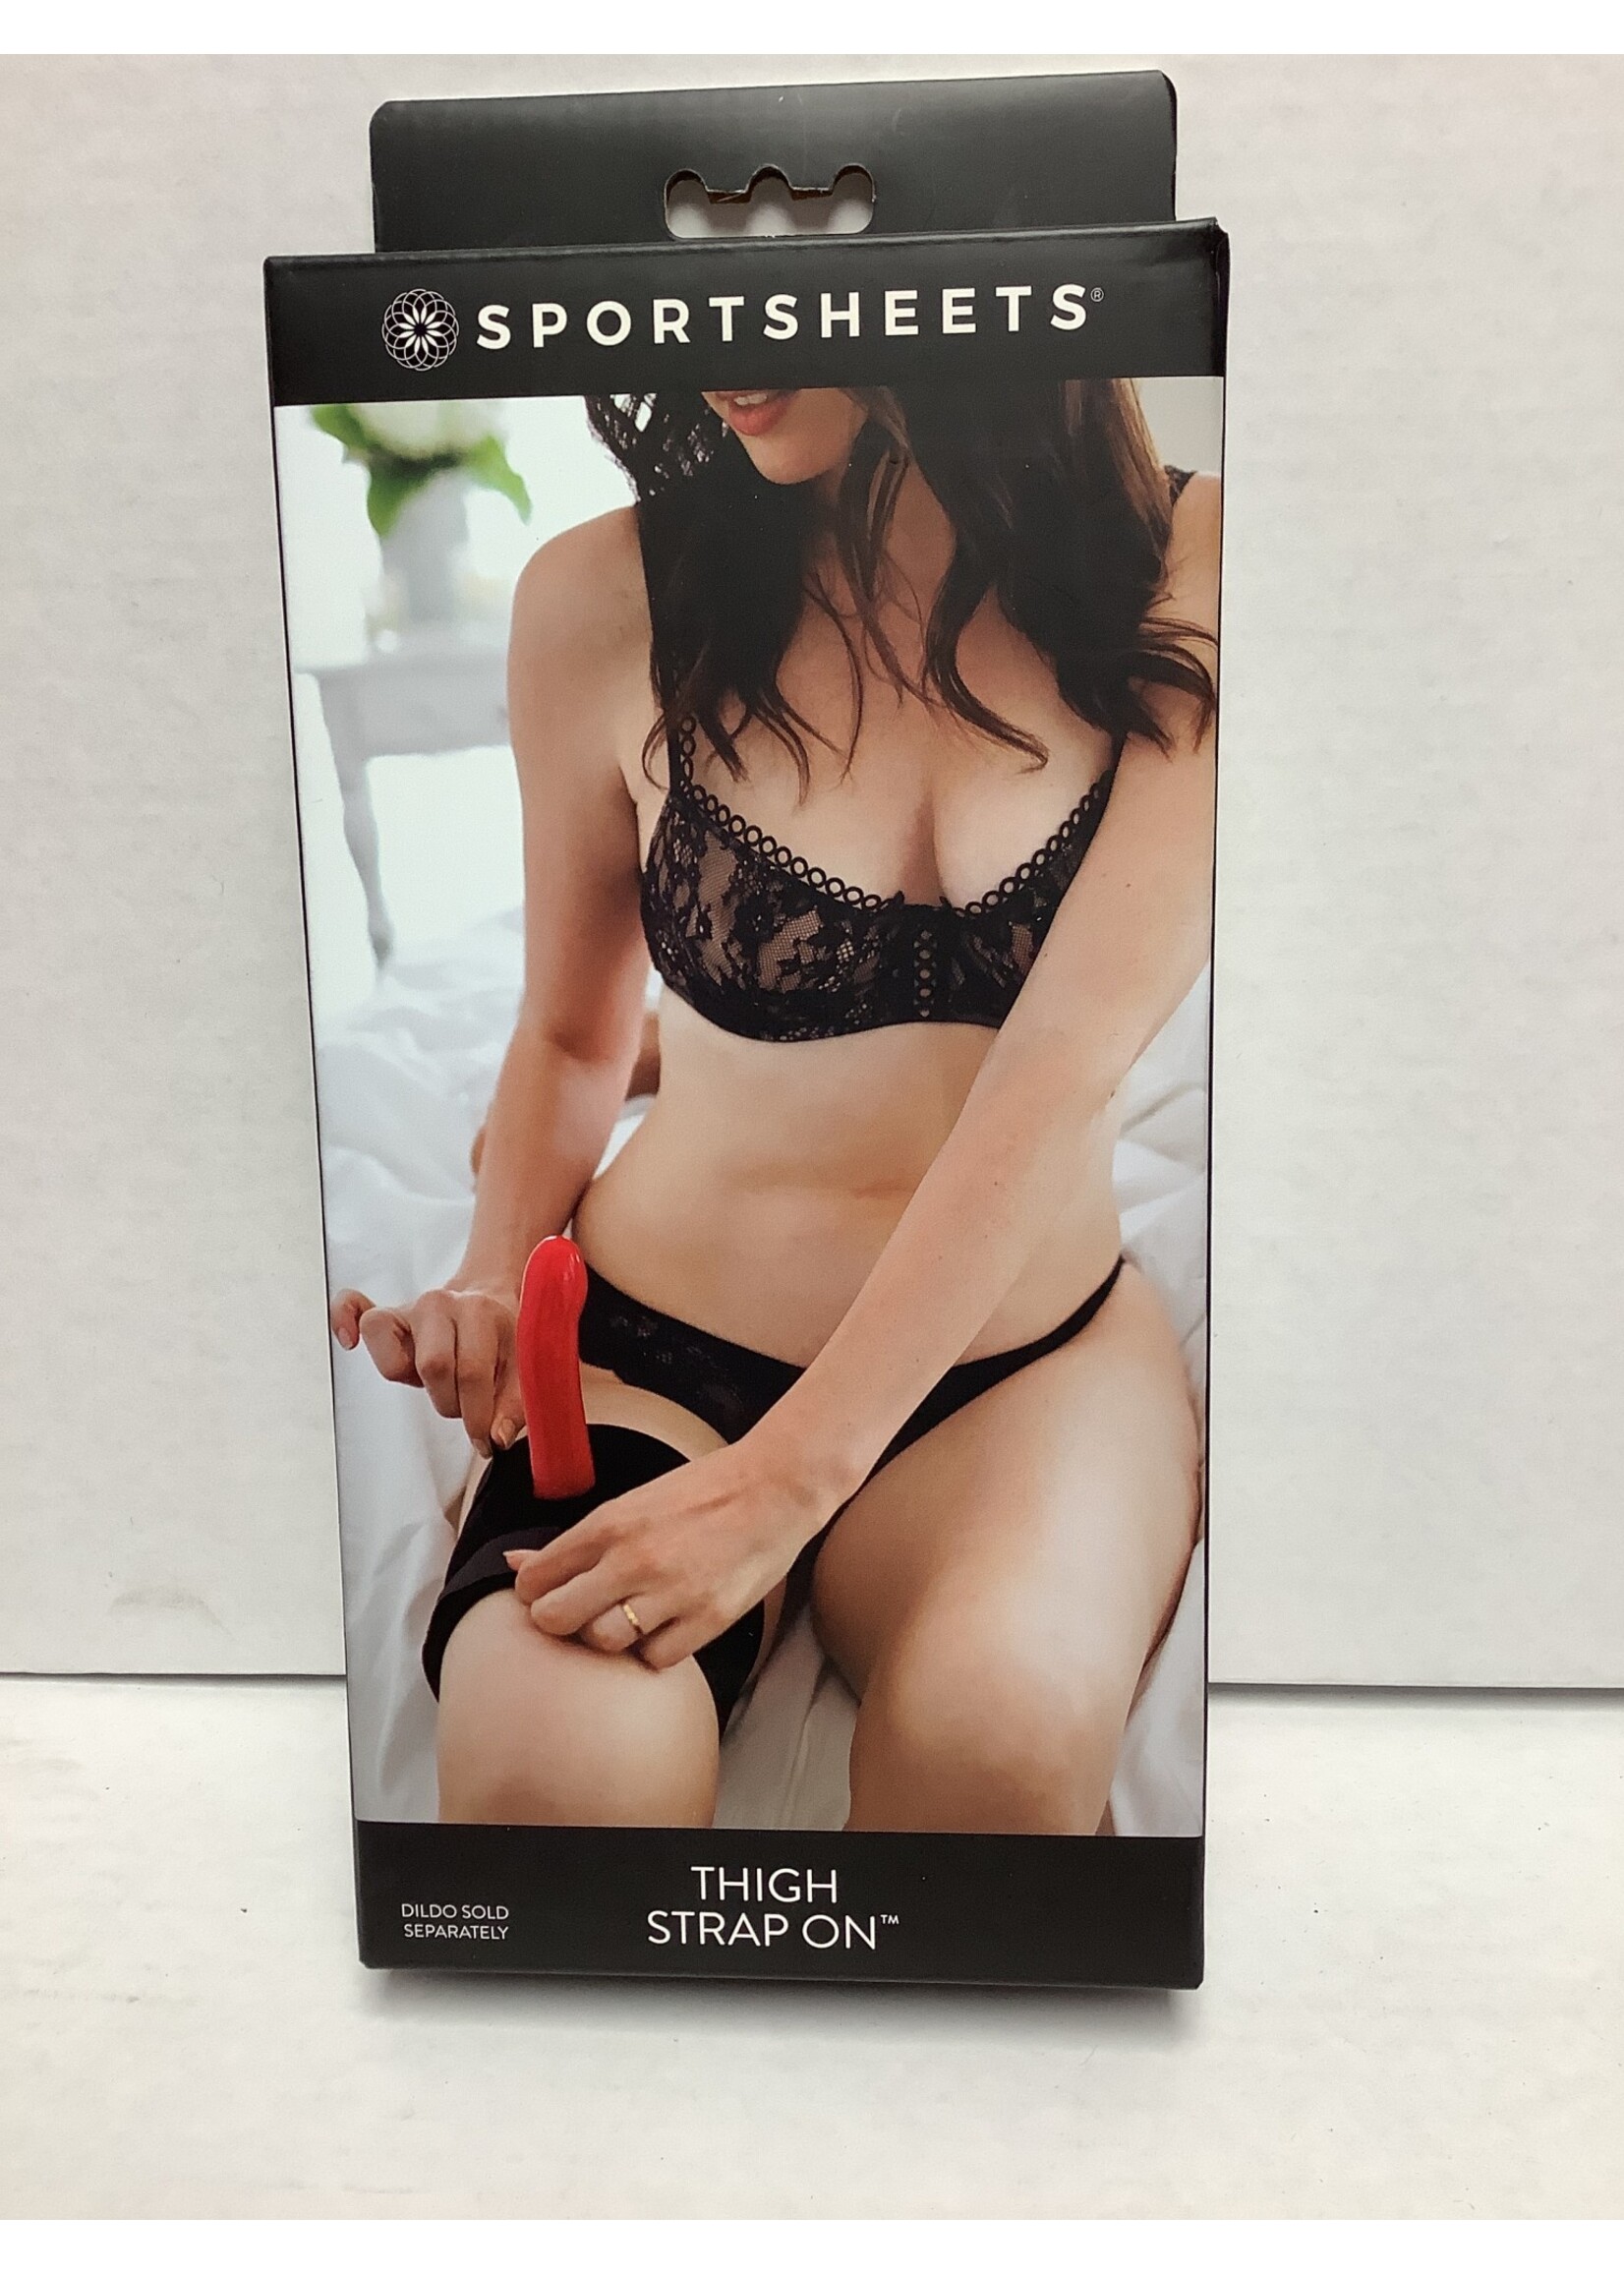 SPORTSHEETS®
THIGH
STRAP ON™
DILDO SOLD
SEPARATELY